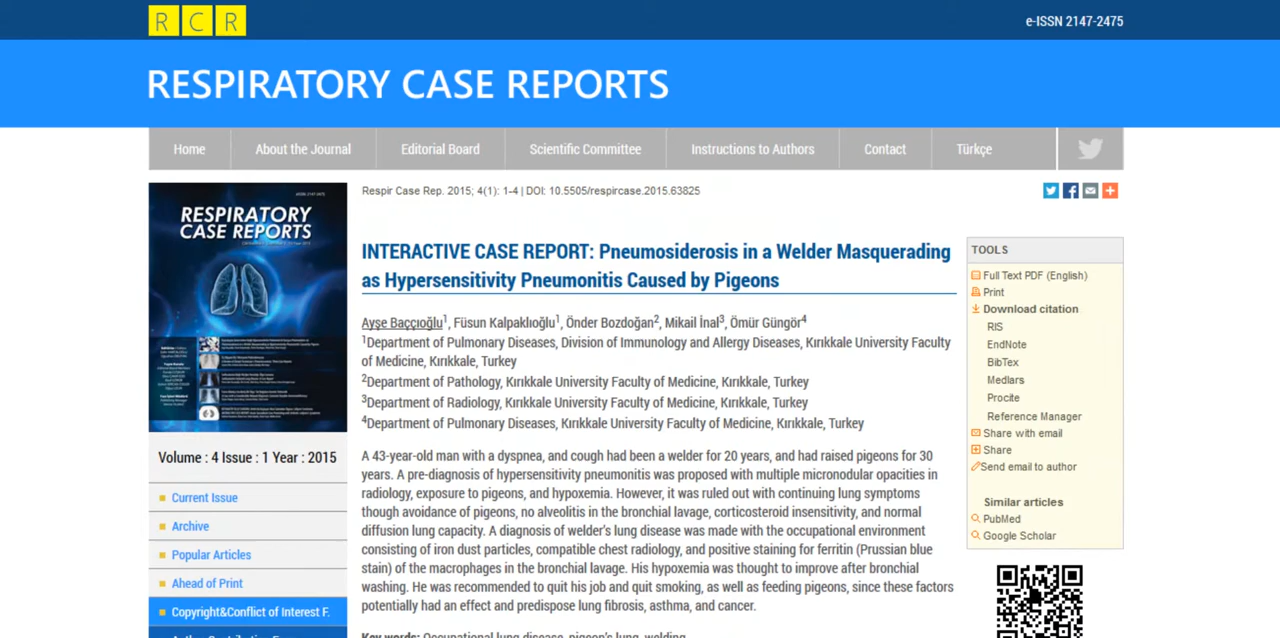 R C R
e-ISSN 2147-2475
RESPIRATORY CASE REPORTS
Home
About the Journal
Editorial Board
Scientific Committee
Instructions to Authors
Contact
Türkçe
RESPIRATORY
CASE REPORTS
Volume : 4 Issue : 1 Year : 2015
Current Issue
Archive
Popular Articles
Ahead of Print
Copyright&Conflict of Interest F.
Respir Case Rep. 2015; 4(1): 1-4 | DOI: 10.5505/respircase.2015.63825
INTERACTIVE CASE REPORT: Pneumosiderosis in a Welder Masquerading
as Hypersensitivity Pneumonitis Caused by Pigeons
Ayşe Baççıoğlu1, Füsun Kalpaklıoğlu1, Önder Bozdoğan2, Mikail İnal3, Ömür Güngör4
1Department of Pulmonary Diseases, Division of Immunology and Allergy Diseases, Kırıkkale University Faculty
of Medicine, Kırıkkale, Turkey
2Department of Pathology, Kırıkkale University Faculty of Medicine, Kırıkkale, Turkey
3Department of Radiology, Kırıkkale University Faculty of Medicine, Kırıkkale, Turkey
4Department of Pulmonary Diseases, Kırıkkale University Faculty of Medicine, Kırıkkale, Turkey
A 43-year-old man with a dyspnea, and cough had been a welder for 20 years, and had raised pigeons for 30
years. A pre-diagnosis of hypersensitivity pneumonitis was proposed with multiple micronodular opacities in
radiology, exposure to pigeons, and hypoxemia. However, it was ruled out with continuing lung symptoms
though avoidance of pigeons, no alveolitis in the bronchial lavage, corticosteroid insensitivity, and normal
diffusion lung capacity. A diagnosis of welder's lung disease was made with the occupational environment
consisting of iron dust particles, compatible chest radiology, and positive staining for ferritin (Prussian blue
stain) of the macrophages in the bronchial lavage. His hypoxemia was thought to improve after bronchial
washing. He was recommended to quit his job and quit smoking, as well as feeding pigeons, since these factors
potentially had an effect and predispose lung fibrosis, asthma, and cancer.
Key words: Occupational lung disease, pigeon's lung, welding
TOOLS
Full Text PDF (English)
Print
Download citation
RIS
EndNote
BibTex
Medlars
Procite
Reference Manager
Share with email
Share
Send email to author
Similar articles
PubMed
Google Scholar